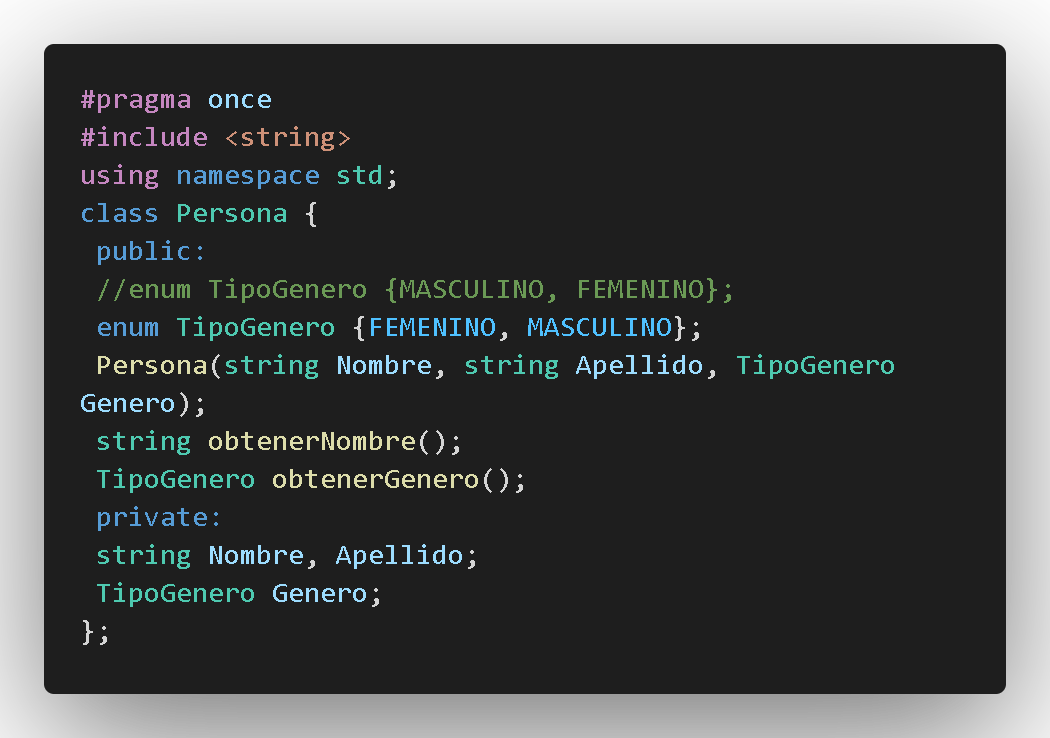 #pragma once
#include <string>
using namespace std;
class Persona {
 public:
 //enum TipoGenero {MASCULINO, FEMENINO};
 enum TipoGenero {FEMENINO, MASCULINO};
 Persona(string Nombre, string Apellido, TipoGenero
Genero);
 string obtenerNombre();
 TipoGenero obtenerGenero();
 private:
 string Nombre, Apellido;
 TipoGenero Genero;
};